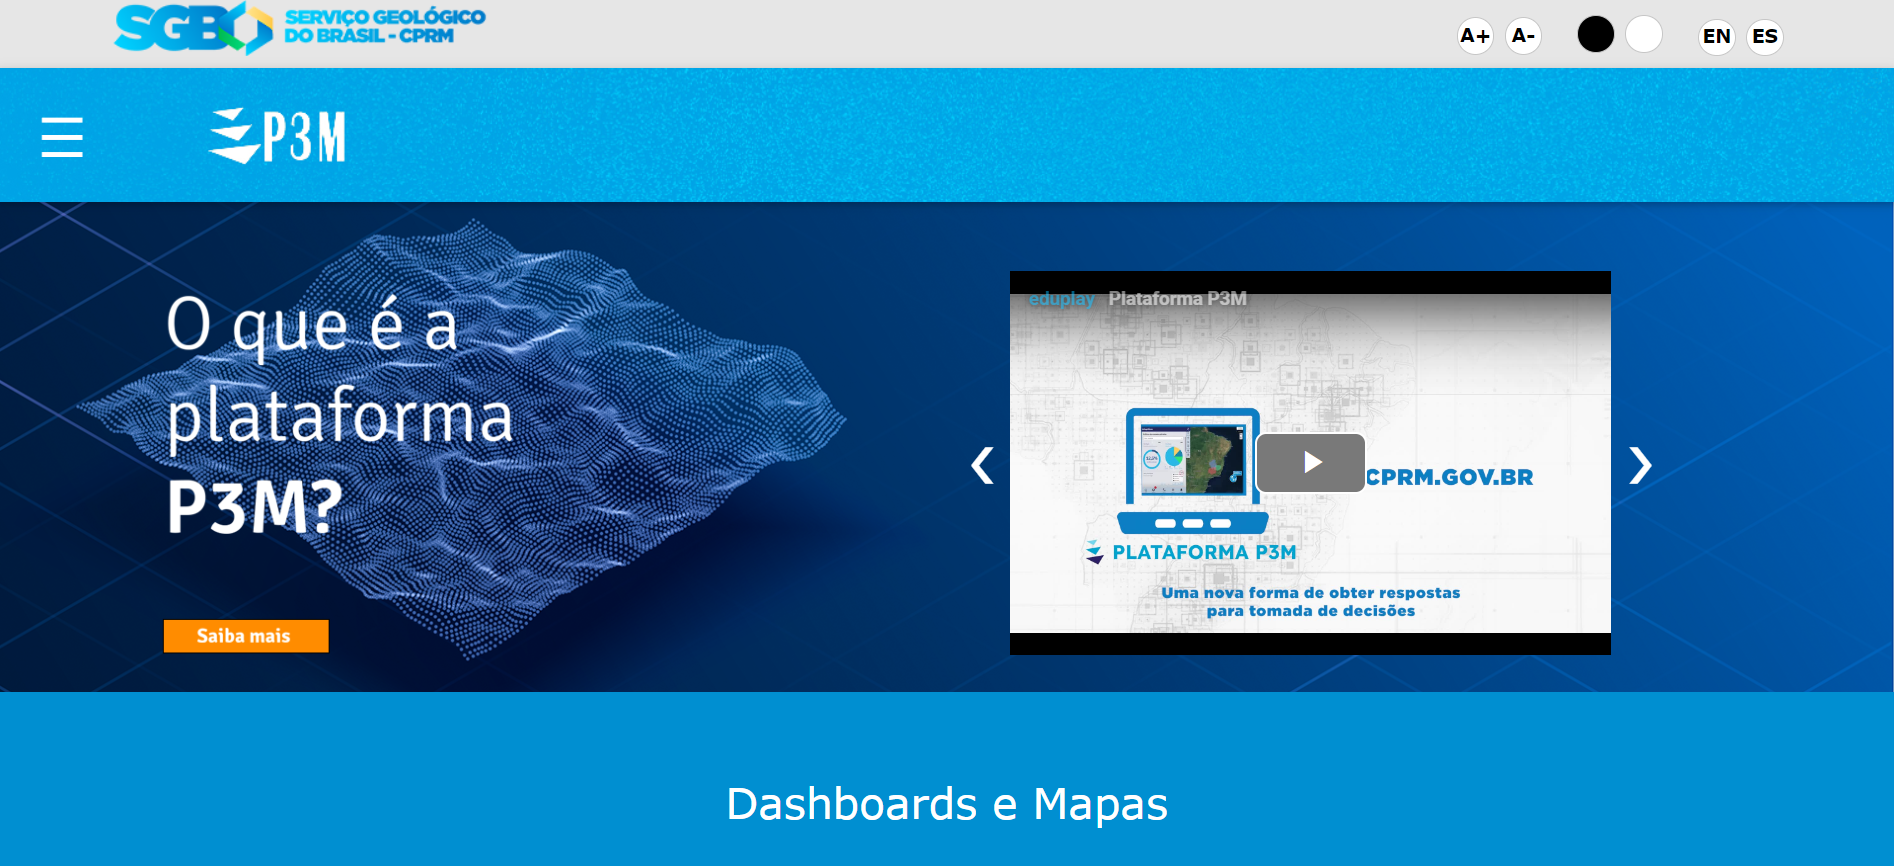 SGB
SERVIÇO GEOLÓGICO
DO BRASIL - CPRM
A+
A-
EN
ES
P3M
O que é a
plataforma
P3M?
Saiba mais
eduplay Plataforma P3M
CPRM.GOV.BR
PLATAFORMA P3M
Uma nova forma de obter respostas
para tomada de decisões
Dashboards e Mapas